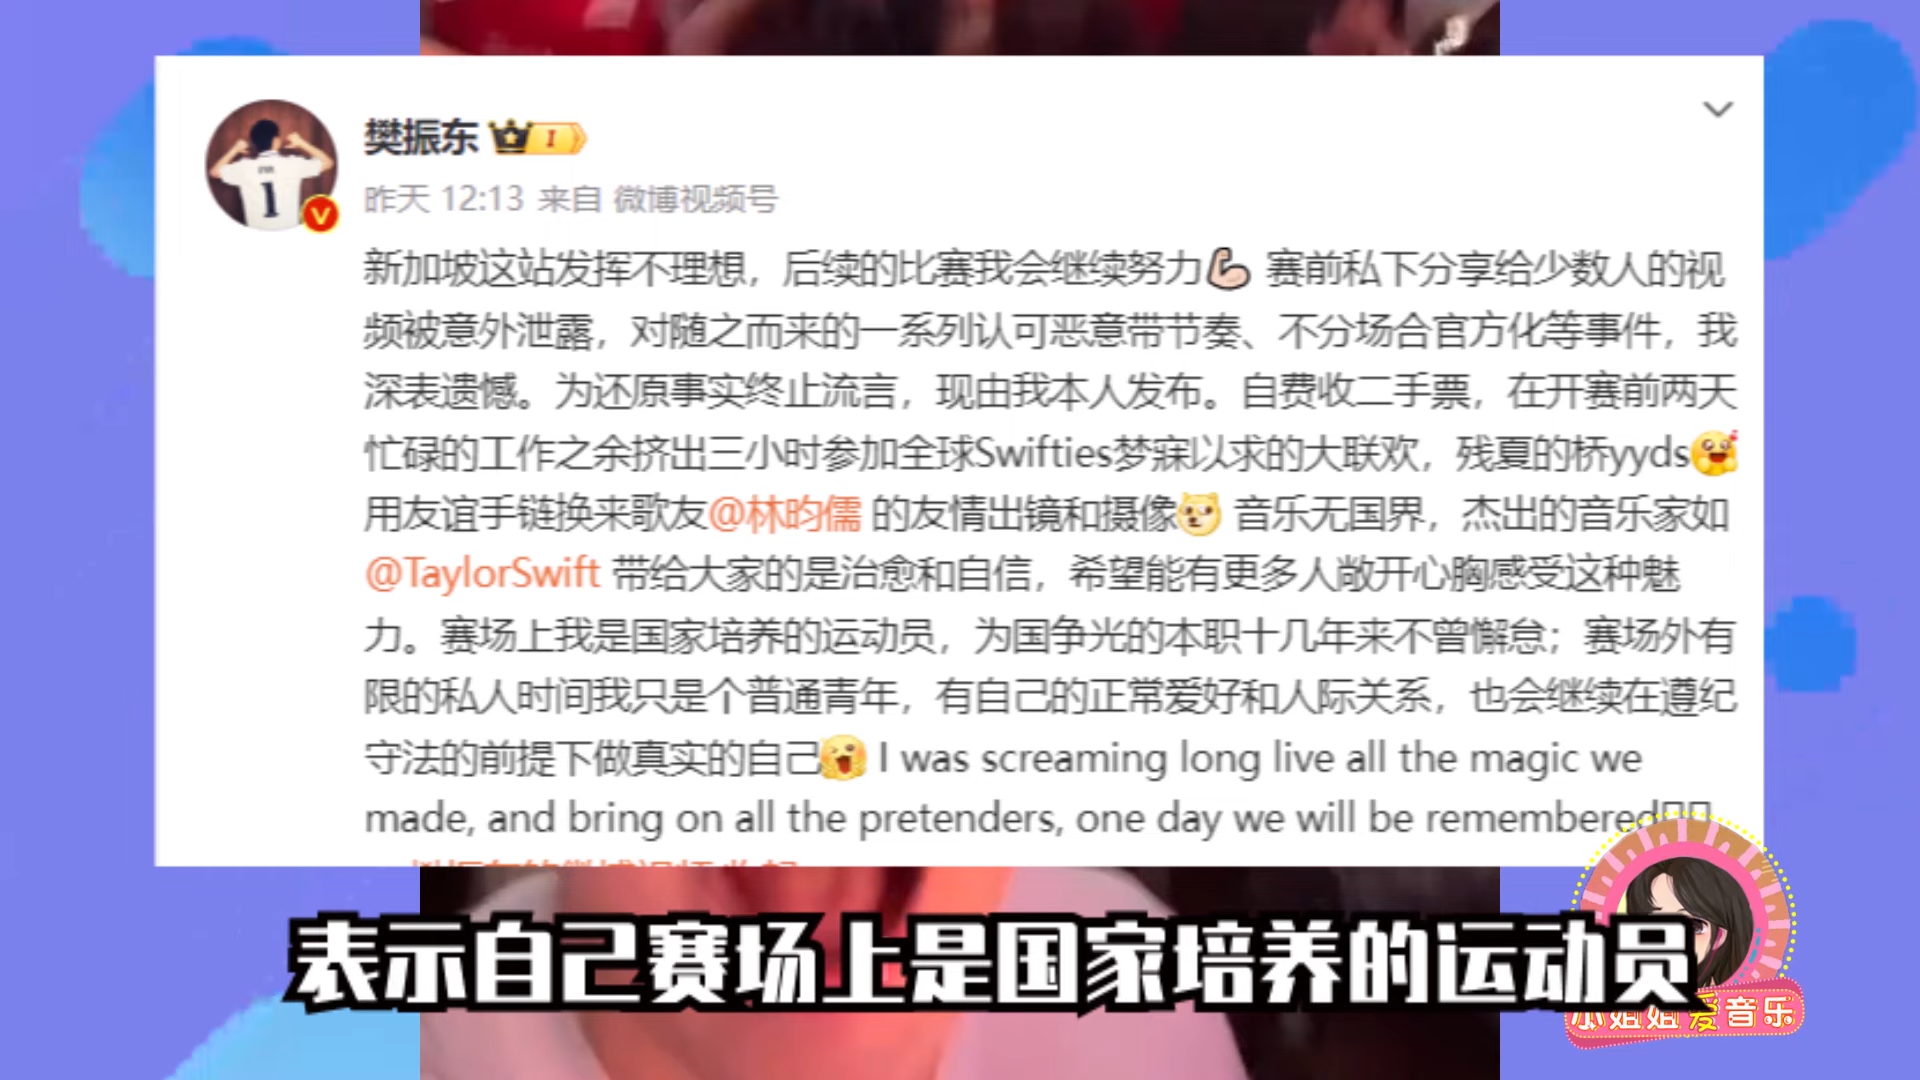 樊振东
I
昨天 12:13 来自 微博视频号
新加坡这站发挥不理想，后续的比赛我会继续努力💪 赛前私下分享给少数人的视
频被意外泄露，对随之而来的一系列认可恶意带节奏、不分场合官方化等事件，我
深表遗憾。为还原事实终止流言，现由我本人发布。自费收二手票，在开赛前两天
忙碌的工作之余挤出三小时参加全球Swifties梦寐以求的大联欢，残夏的桥yyds
用友谊手链换来歌友@林昀儒 的友情出镜和摄像 音乐无国界，杰出的音乐家如
@TaylorSwift 带给大家的是治愈和自信，希望能有更多人敞开心胸感受这种魅
力。赛场上我是国家培养的运动员，为国争光的本职十几年来不曾懈怠；赛场外有
限的私人时间我只是个普通青年，有自己的正常爱好和人际关系，也会继续在遵纪
守法的前提下做真实的自己 I was screaming long live all the magic we
made, and bring on all the pretenders, one day we will be remembered
表示自己赛场上是国家培养的运动员
小姐姐爱音乐